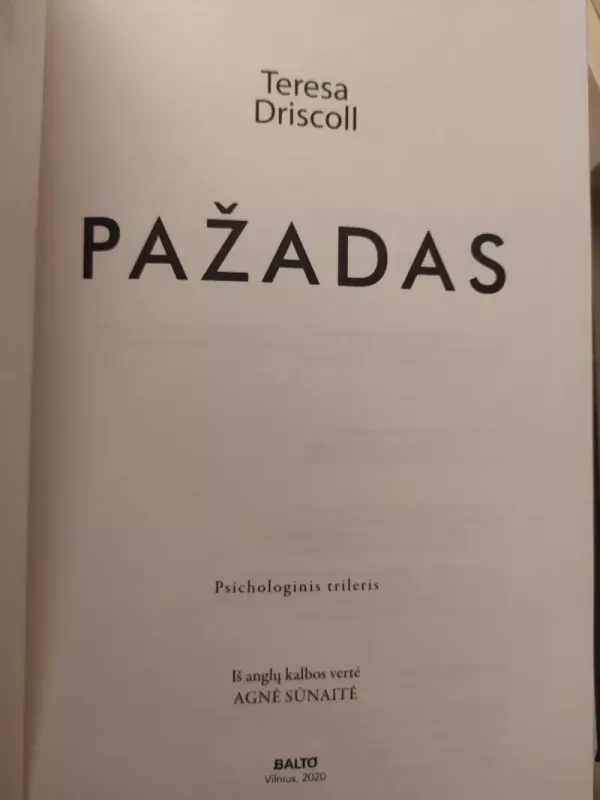 Teresa
Driscoll
PAŽADAS
Psichologinis trileris
Iš anglų kalbos vertė
AGNĖ SŪNAITĖ
BALTO
Vilnius, 2020